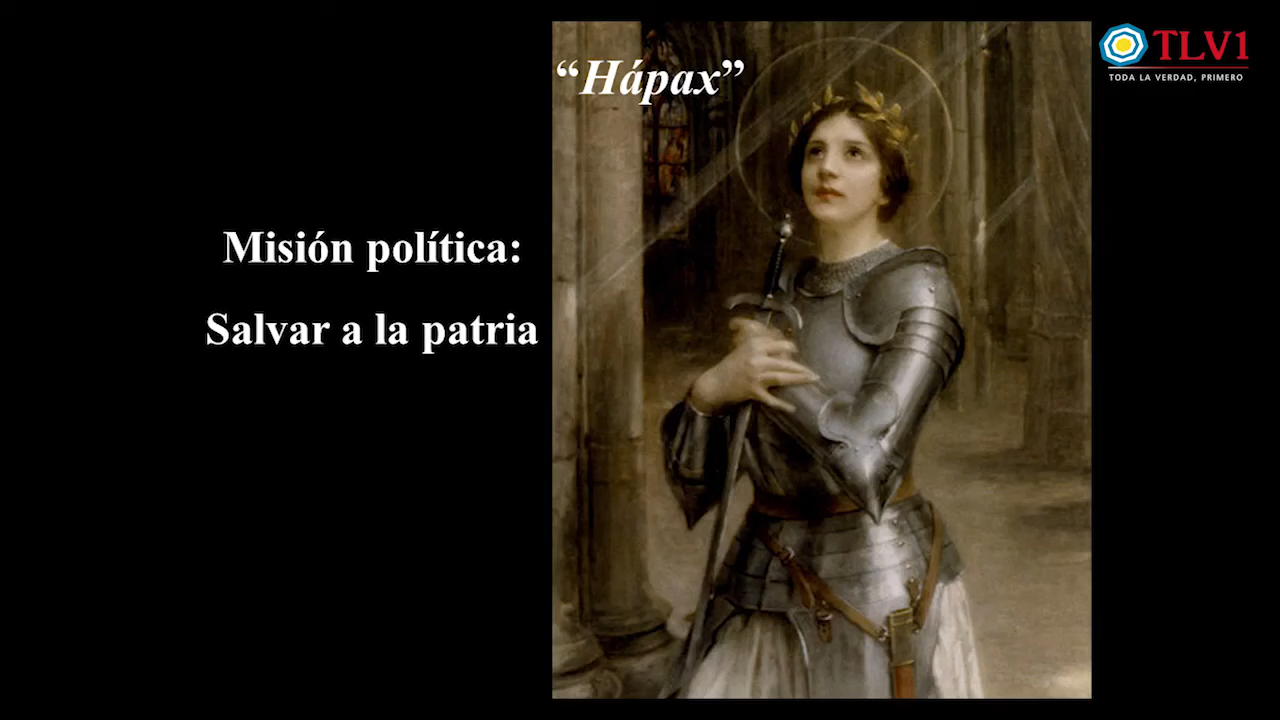 “Hápax”
TLV1
TODA LA VERDAD, PRIMERO
Misión política:
Salvar a la patria